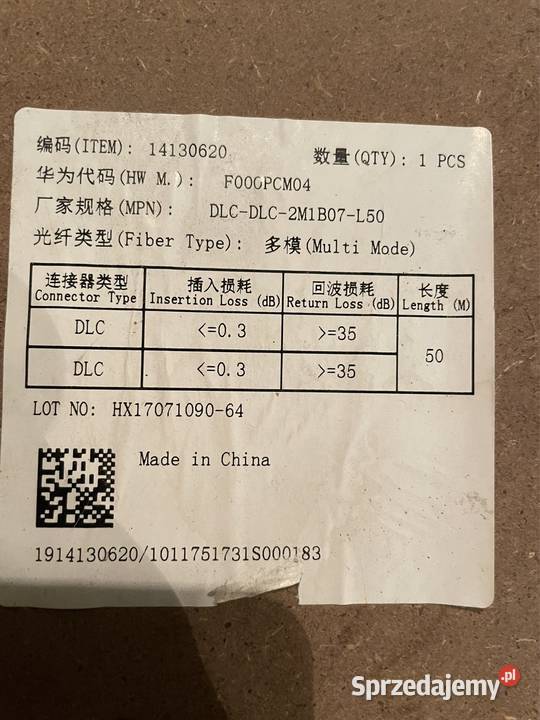 编码(ITEM): 14130620 数量(QTY): 1 PCS
华为代码(HW M.): F00OPCM04
厂家规格(MPN): DLC-DLC-2M1B07-L50
光纤类型(Fiber Type): 多模(Multi Mode)
连接器类型 插入损耗 回波损耗 长度
Connector Type Insertion Loss (dB) Return Loss (dB) Length (M)
DLC <=0.3 >=35
50
DLC <=0.3 >=35
LOT NO: HX17071090-64
Made in China
1914130620/1011751731S000183
Sprzedajemy.pl